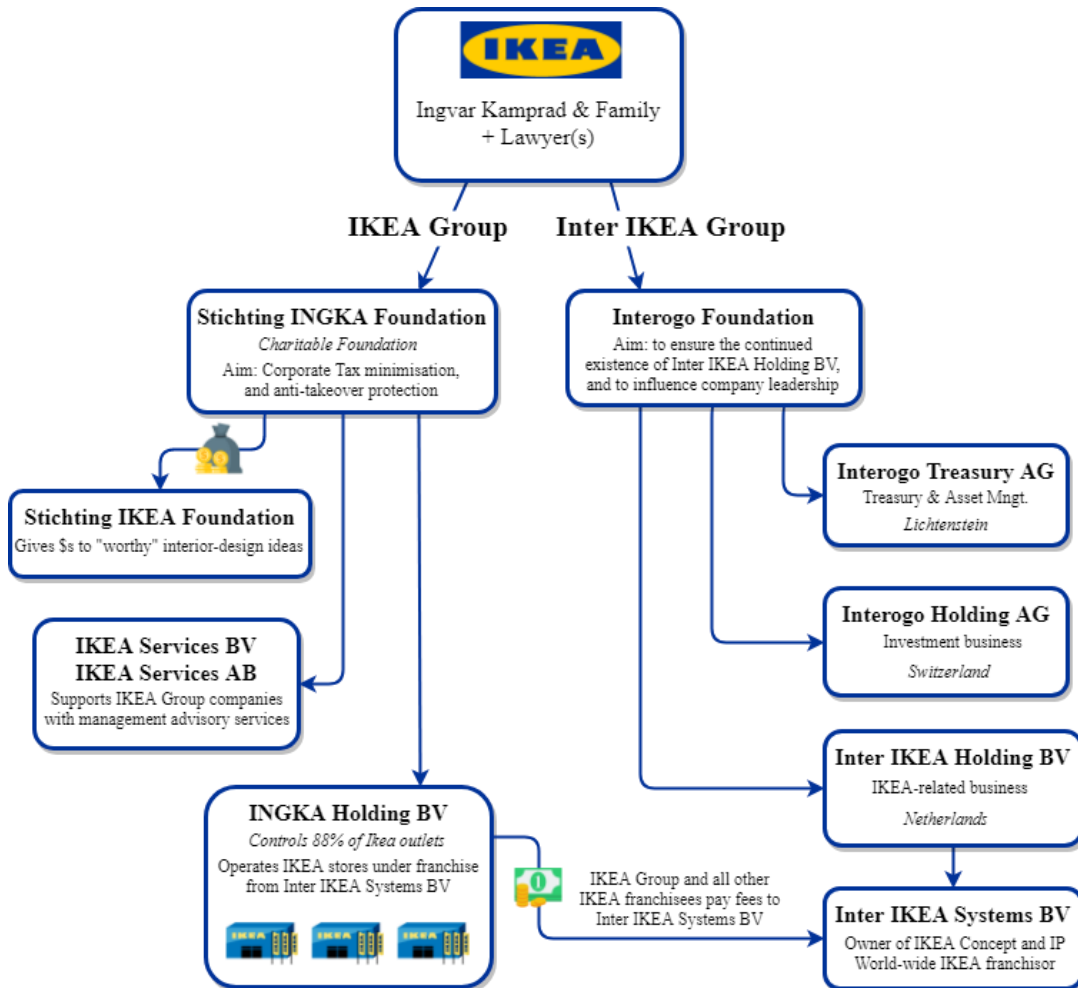 IKEA
Ingvar Kamprad & Family
+ Lawyer(s)
IKEA Group
Inter IKEA Group
Stichting INGKA Foundation
Charitable Foundation
Aim: Corporate Tax minimisation,
and anti-takeover protection
Interogo Foundation
Aim: to ensure the continued
existence of Inter IKEA Holding BV,
and to influence company leadership
Stichting IKEA Foundation
Gives $s to "worthy" interior-design ideas
Interogo Treasury AG
Treasury & Asset Mngt.
Lichtenstein
IKEA Services BV
IKEA Services AB
Supports IKEA Group companies
with management advisory services
Interogo Holding AG
Investment business
Switzerland
Inter IKEA Holding BV
IKEA-related business
Netherlands
INGKA Holding BV
Controls 88% of Ikea outlets
Operates IKEA stores under franchise
from Inter IKEA Systems BV
IKEA
IKEA
IKEA
IKEA Group and all other
IKEA franchisees pay fees to
Inter IKEA Systems BV
Inter IKEA Systems BV
Owner of IKEA Concept and IP
World-wide IKEA franchisor